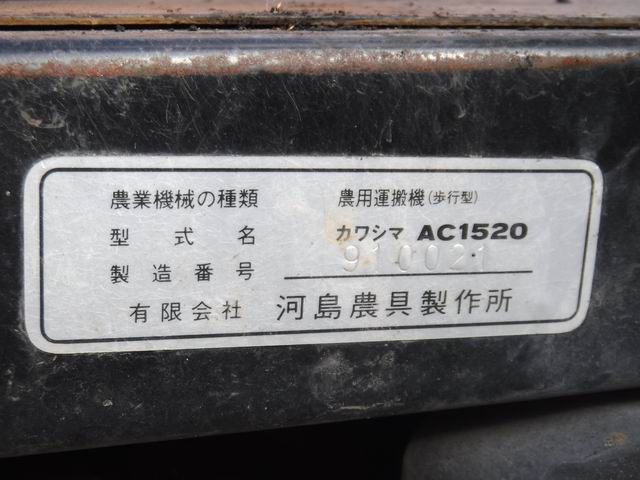 農業機械の種類 農用運搬機(歩行型)
型式名 カワシマ AC1520
製造番号 910021
有限会社 河島農具製作所